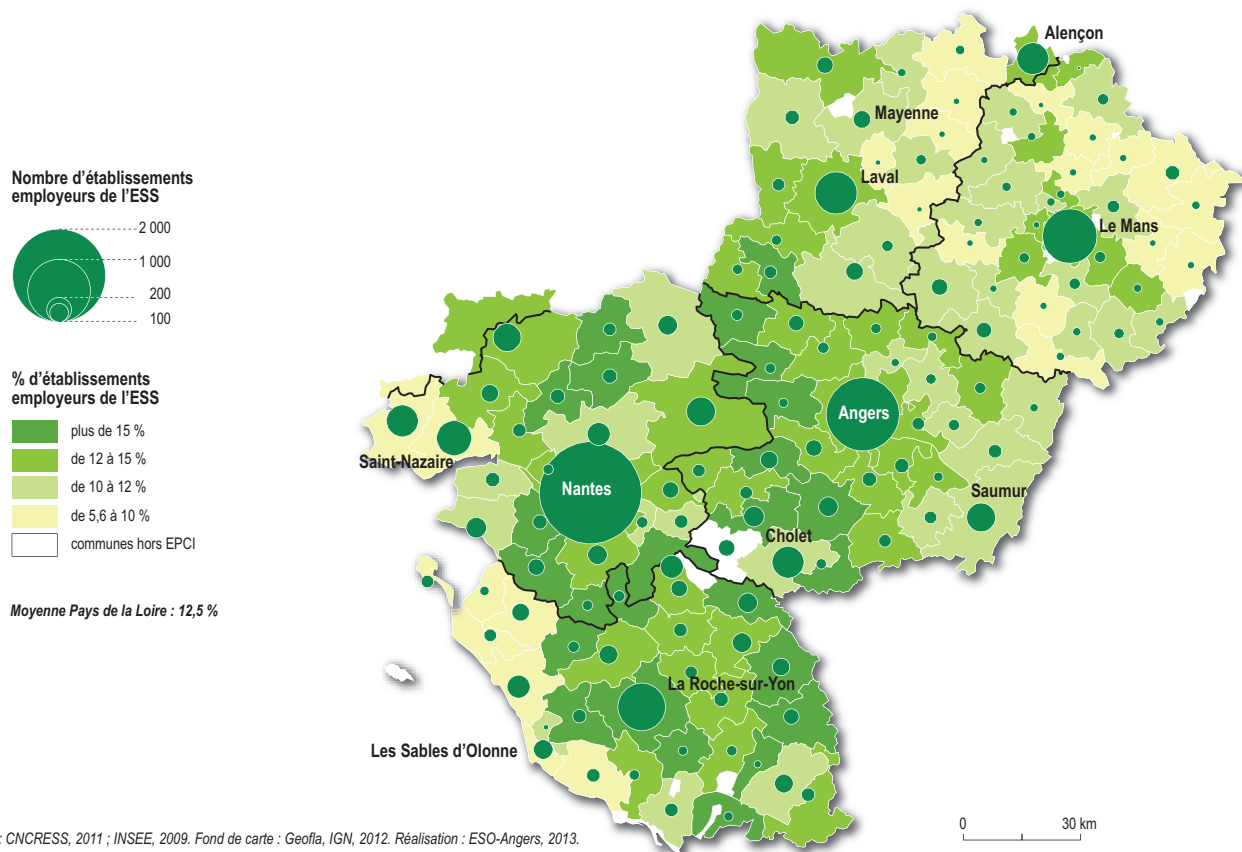 Nombre d'établissements
employeurs de l'ESS
2 000
1 000
200
100
% d'établissements
employeurs de l'ESS
plus de 15 %
de 12 à 15 %
de 10 à 12 %
de 5,6 à 10 %
communes hors EPCI
Moyenne Pays de la Loire : 12,5 %
Alençon
Mayenne
Laval
Le Mans
Angers
Saint-Nazaire
Nantes
Saumur
Cholet
La Roche-sur-Yon
Les Sables d'Olonne
: CNCRESS, 2011 ; INSEE, 2009. Fond de carte : Geofla, IGN, 2012. Réalisation : ESO-Angers, 2013.
0 30 km